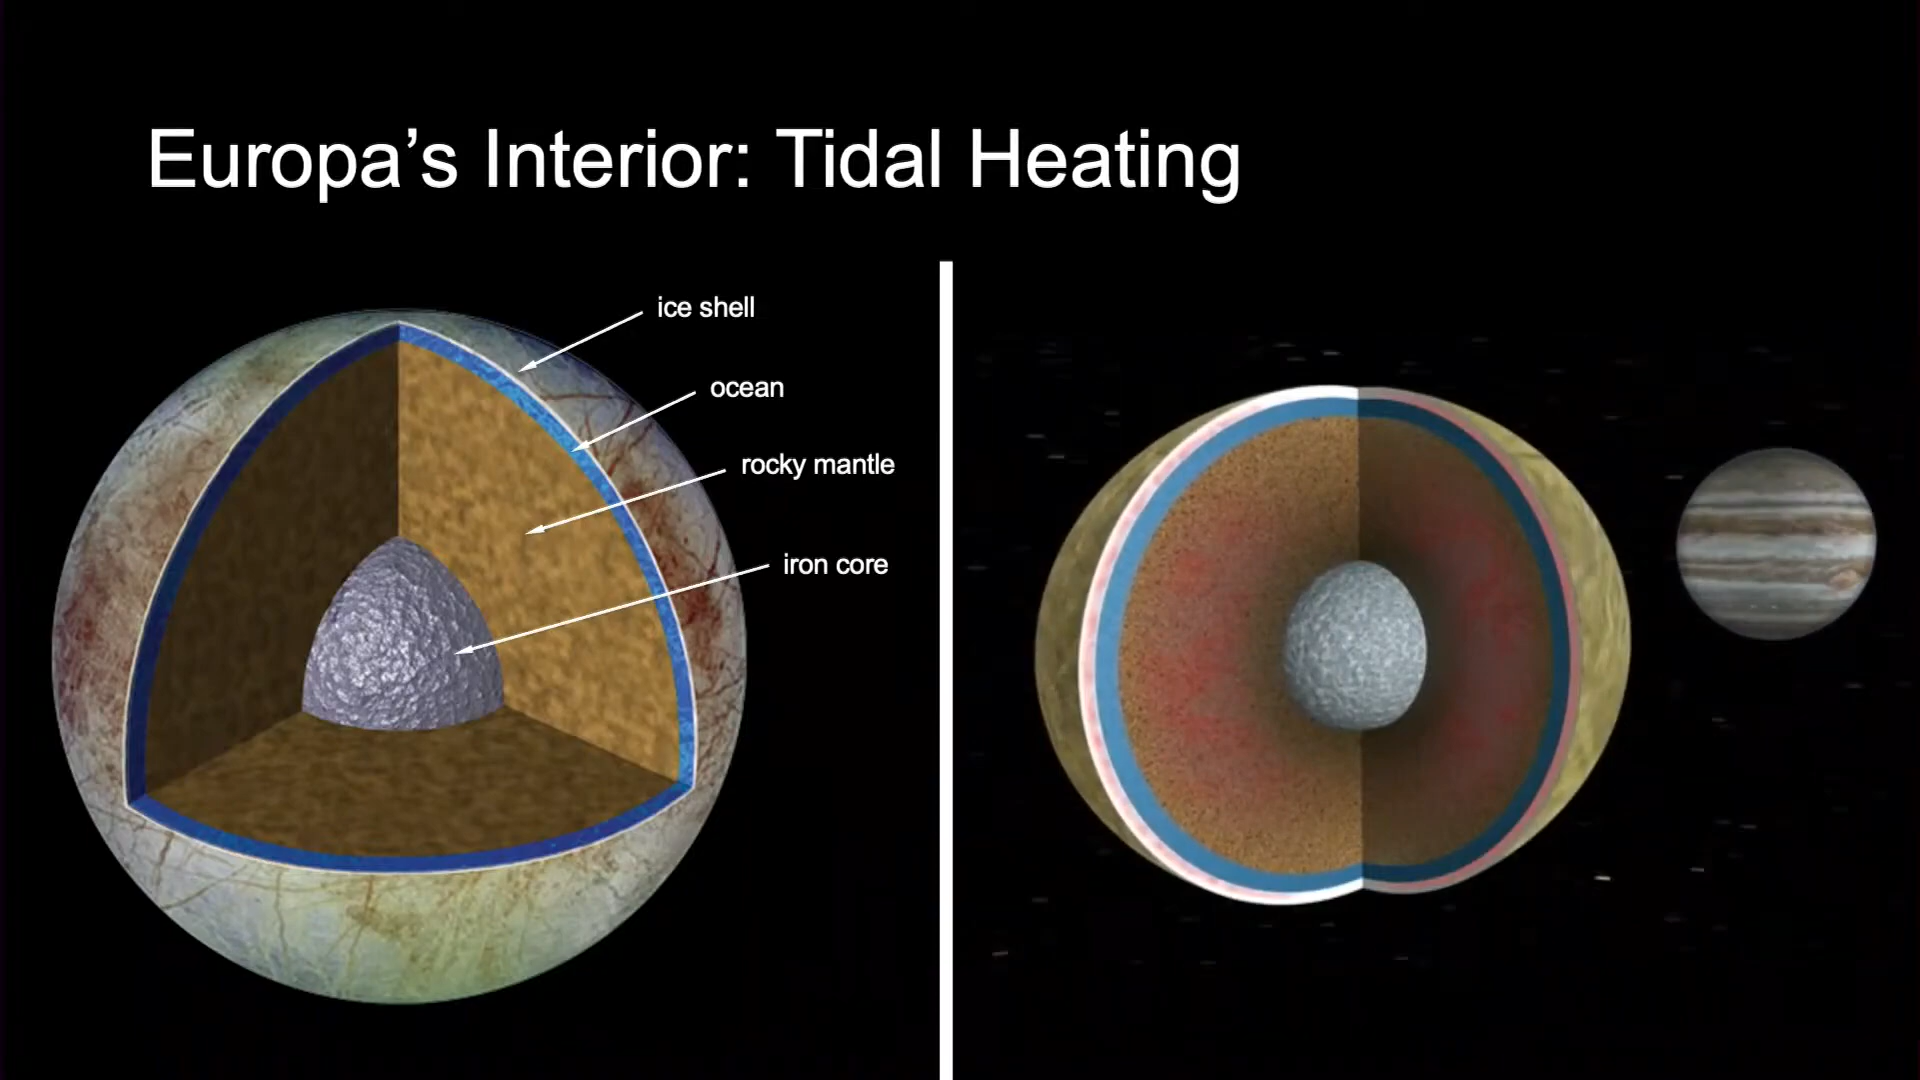 Europa’s Interior: Tidal Heating
ice shell
ocean
rocky mantle
iron core